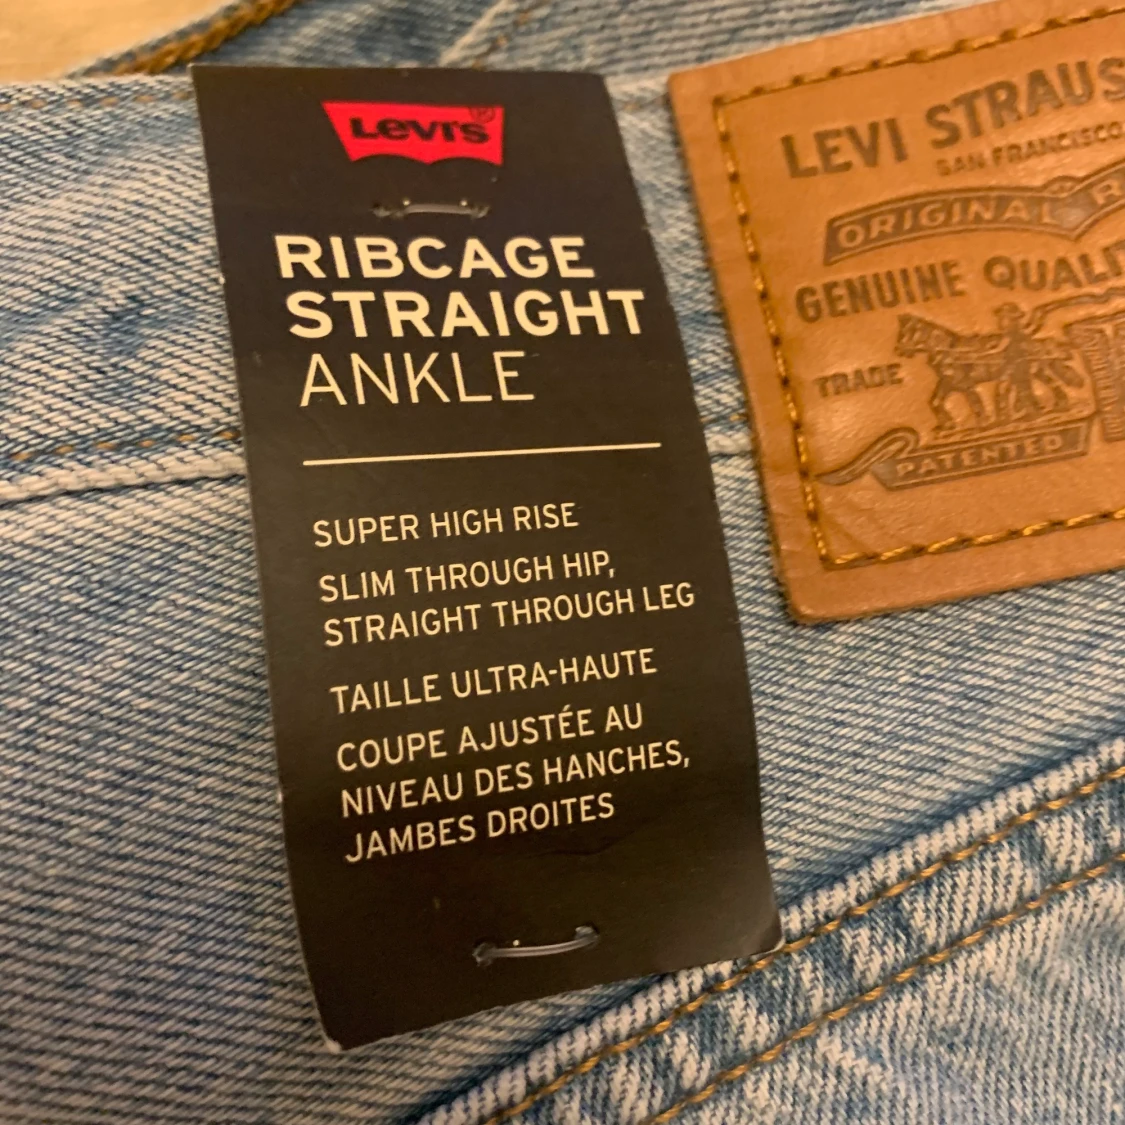 Levi's
RIBCAGE
STRAIGHT
ANKLE
SUPER HIGH RISE
SLIM THROUGH HIP,
STRAIGHT THROUGH LEG
TAILLE ULTRA-HAUTE
COUPE AJUSTÉE AU
NIVEAU DES HANCHES,
JAMBES DROITES
LEVI STRAUS
SAN FRANCISCO
ORIGINAL R
GENUINE QUALI
TRADE
PATENTED